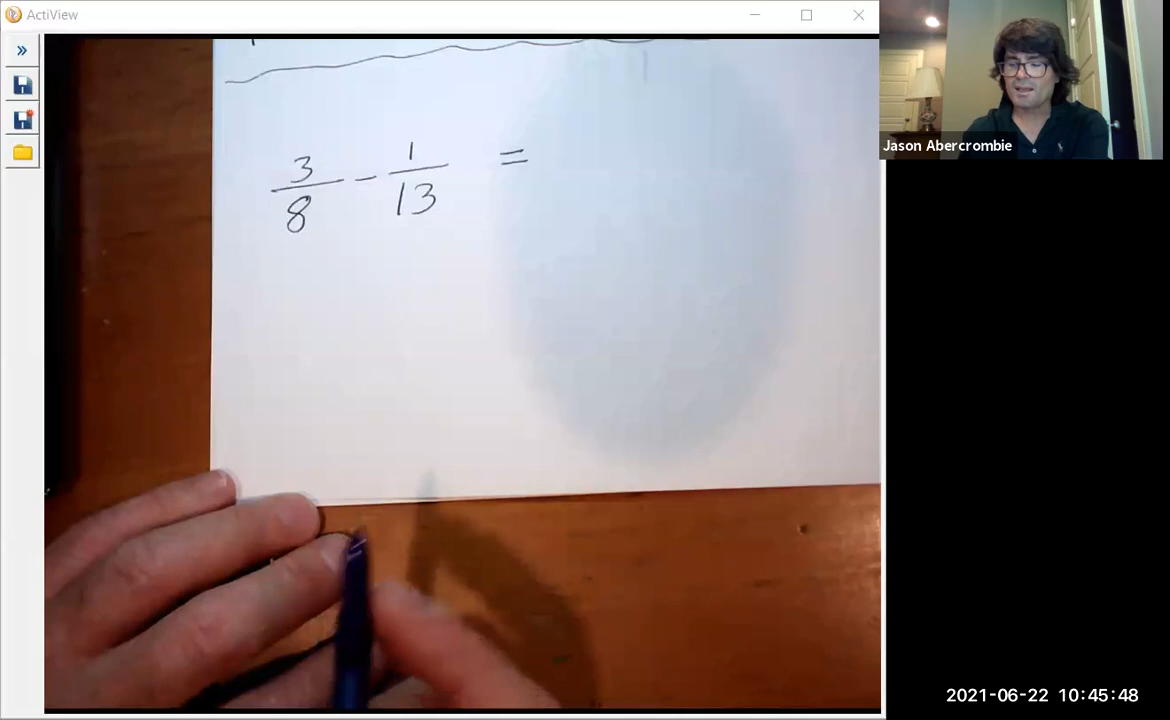 ActiView
3/8 - 1/13 =
Jason Abercrombie
2021-06-22 10:45:48